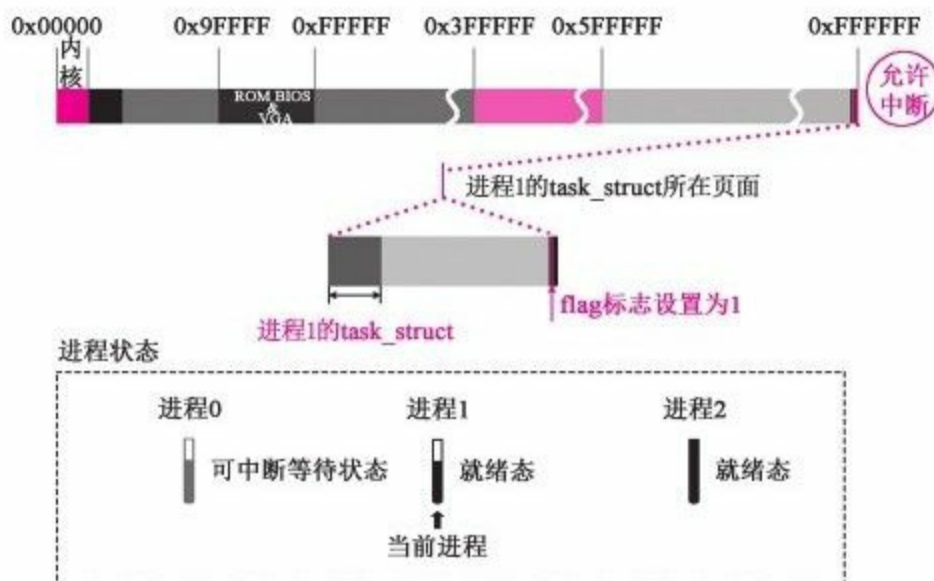 0x00000 0x9FFFF 0xFFFFF 0x3FFFFF 0x5FFFFF 0xFFFFFF
内
核
ROM BIOS
&
VGA
允许
中断
进程1的task_struct所在页面
flag标志设置为1
进程1的task_struct
进程状态
进程0 进程1 进程2
可中断等待状态 就绪态 就绪态
当前进程